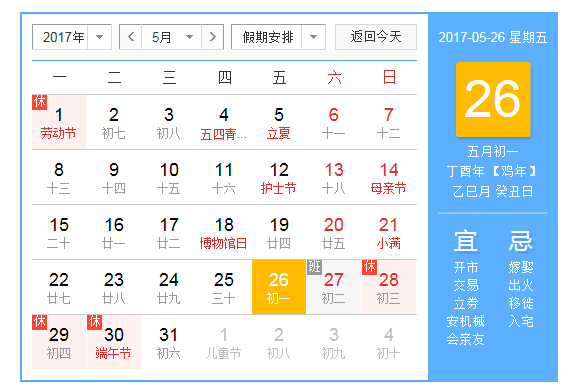 2017年 5月 假期安排 返回今天
一 二 三 四 五 六 日
休
1 2 3 4 5 6 7
劳动节 初七 初八 五四青... 立夏 十一 十二
8 9 10 11 12 13 14
十三 十四 十五 十六 护士节 十八 母亲节
15 16 17 18 19 20 21
二十 廿一 廿二 博物馆日 廿四 廿五 小满
班 休
22 23 24 25 26 27 28
廿七 廿八 廿九 三十 初一 初二 初三
休 休
29 30 31 1 2 3 4
初四 端午节 初六 儿童节 初八 初九 初十
2017-05-26 星期五
26
五月初一
丁酉年【鸡年】
乙巳月 癸丑日
宜 忌
开市 嫁娶
交易 出火
立券 移徙
安机械 入宅
会亲友